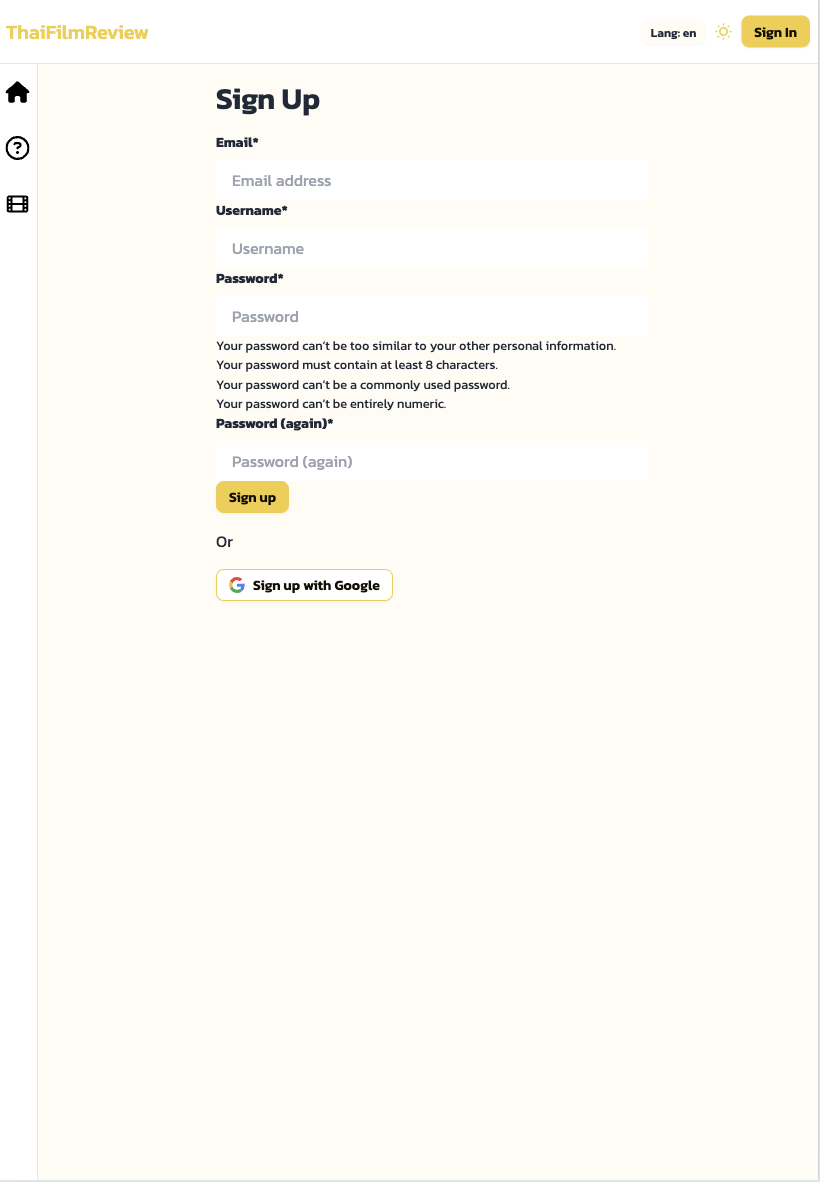 ThaiFilmReview
Lang: en
Sign In
Sign Up
Email*
Email address
Username*
Username
Password*
Password
Your password can't be too similar to your other personal information.
Your password must contain at least 8 characters.
Your password can't be a commonly used password.
Your password can't be entirely numeric.
Password (again)*
Password (again)
Sign up
Or
Sign up with Google